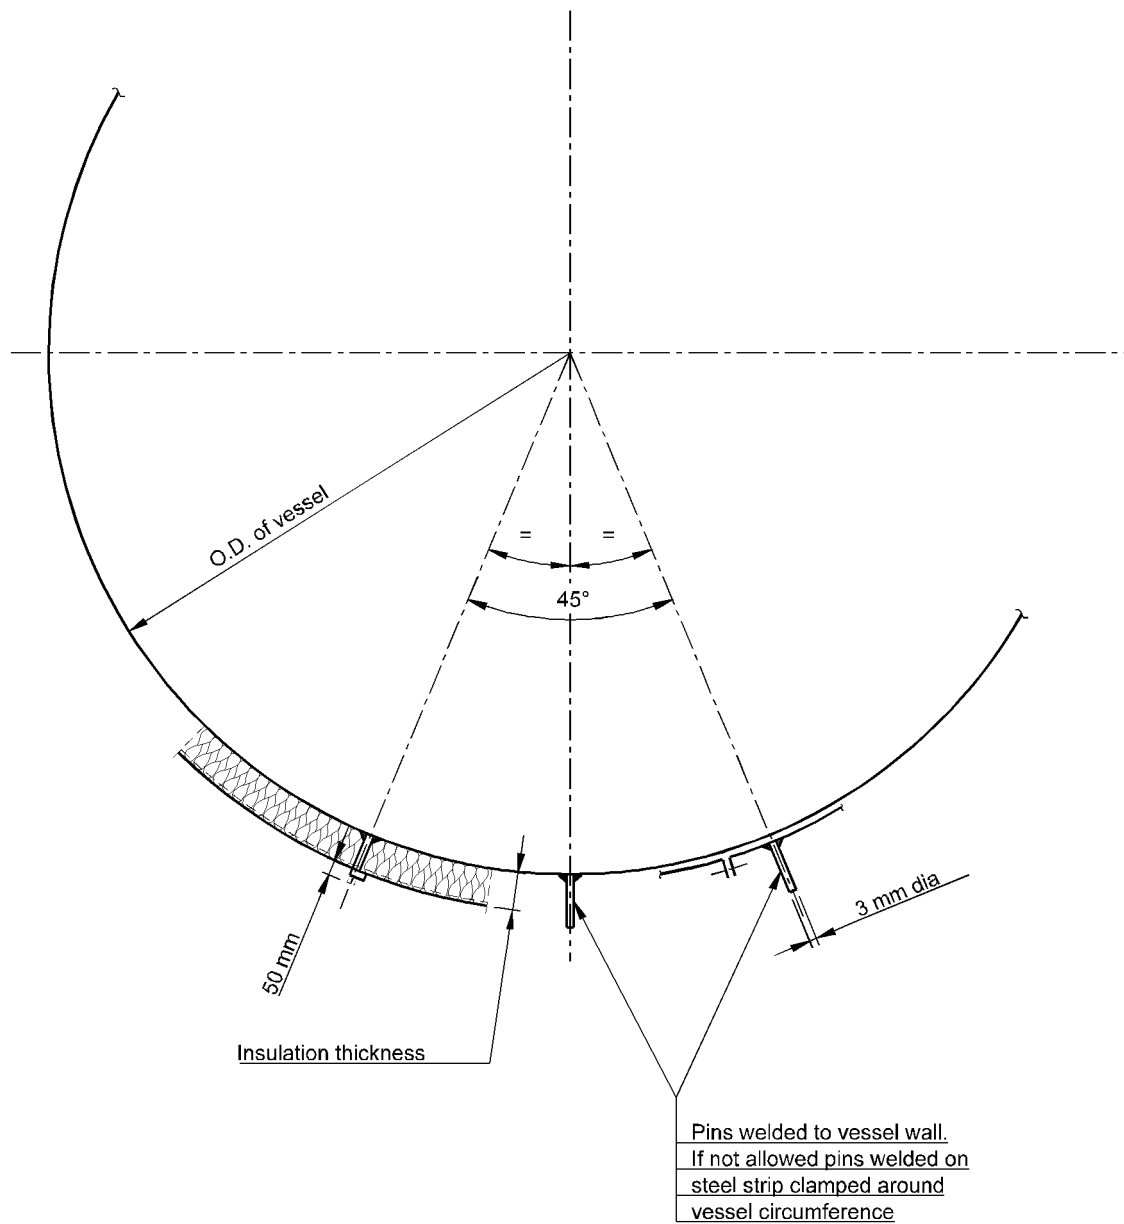 O.D. of vessel
= =
45°
3 mm dia
50 mm
Insulation thickness
Pins welded to vessel wall.
If not allowed pins welded on
steel strip clamped around
vessel circumference